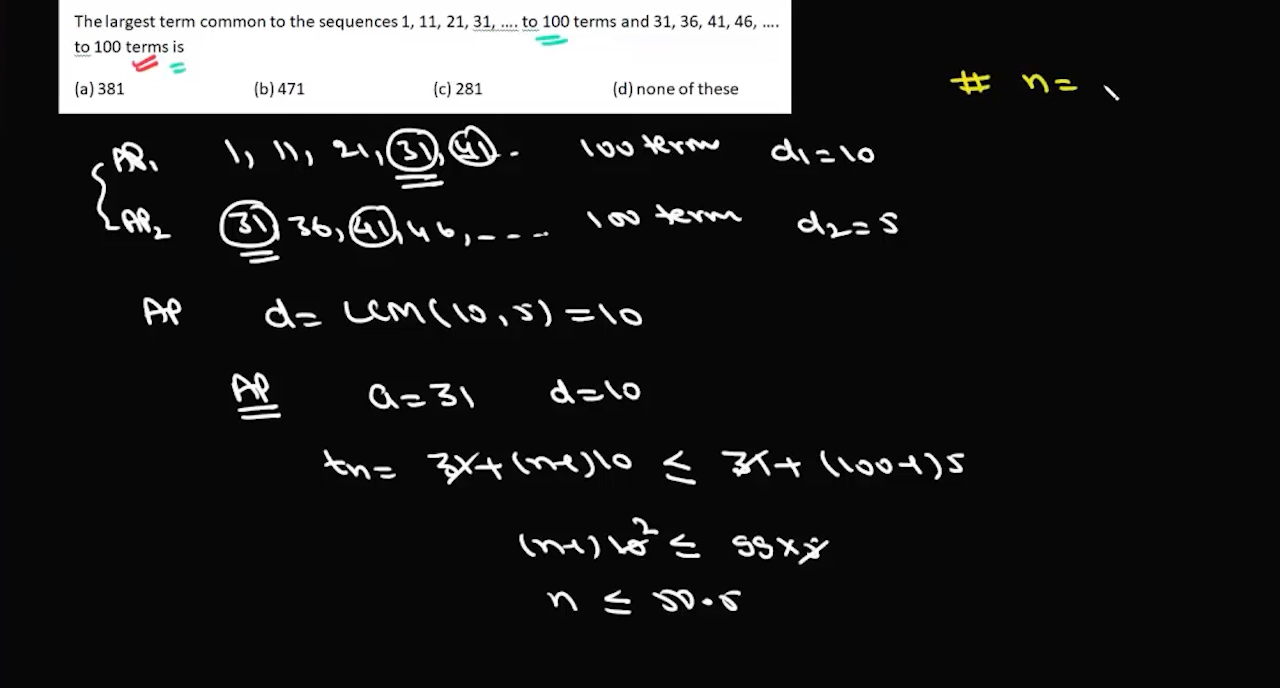 The largest term common to the sequences 1, 11, 21, 31, .... to 100 terms and 31, 36, 41, 46, ....
to 100 terms is
(a) 381 (b) 471 (c) 281 (d) none of these
# n=
AP₁ 1, 11, 21, 31, 41 - 100 term d₁=10
AP₂ 31, 36, 41, 46, - - - - 100 term d₂=5
AP d= LCM(10,5)=10
AP a=31 d=10
tn= 31+(n-1)10 ≤ 31+(100-1)5
(n-1)10² ≤ 99×5
n ≤ 50.5